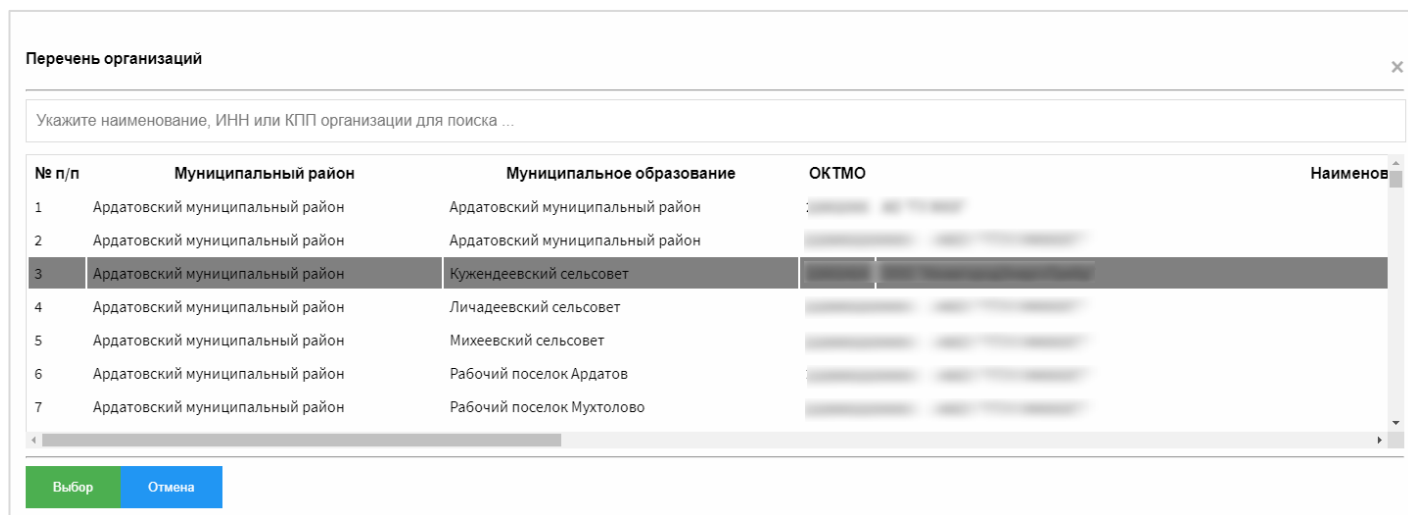 Перечень организаций
×
Укажите наименование, ИНН или КПП организации для поиска ...
№ п/п Муниципальный район Муниципальное образование ОКТМО Наименов
1 Ардатовский муниципальный район Ардатовский муниципальный район
2 Ардатовский муниципальный район Ардатовский муниципальный район
3 Ардатовский муниципальный район Кужендеевский сельсовет
4 Ардатовский муниципальный район Личадеевский сельсовет
5 Ардатовский муниципальный район Михеевский сельсовет
6 Ардатовский муниципальный район Рабочий поселок Ардатов
7 Ардатовский муниципальный район Рабочий поселок Мухтолово
Выбор Отмена